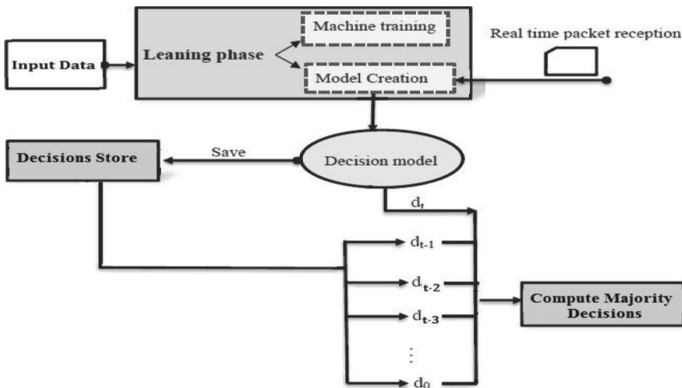 Machine training
Real time packet reception
Leaning phase
Input Data
Model Creation
Decisions Store
Save
Decision model
dₜ
dₜ₋₁
dₜ₋₂
dₜ₋₃
⋮
d₀
Compute Majority
Decisions